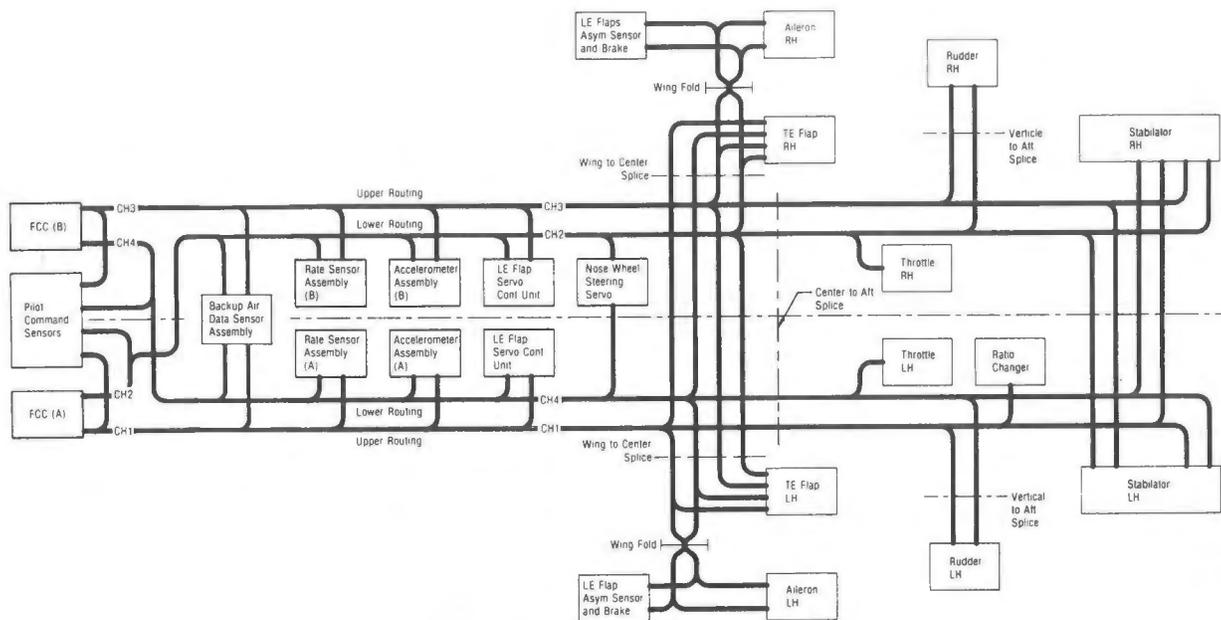 LE Flaps
Asym Sensor
and Brake
Aileron
RH
Rudder
RH
Wing Fold
TE Flap
RH
Verticle
to Aft
Splice
Stabilator
RH
Wing to Center
Splice
Upper Routing
CH3
CH3
FCC (B)
Lower Routing
CH4
CH2
Rate Sensor
Assembly
(B)
Accelerometer
Assembly
(B)
LE Flap
Servo
Cont Unit
Nose Wheel
Steering
Servo
Throttle
RH
Pilot
Command
Sensors
Backup Air
Data Sensor
Assembly
Center to Aft
Splice
Rate Sensor
Assembly
(A)
Accelerometer
Assembly
(A)
LE Flap
Servo Cont
Unit
Throttle
LH
Ratio
Changer
CH2
FCC (A)
CH4
Lower Routing
CH1
CH1
Upper Routing
Wing to Center
Splice
TE Flap
LH
Stabilator
LH
Vertical
to Aft
Splice
Wing Fold
Rudder
LH
LE Flap
Asym Sensor
and Brake
Aileron
LH